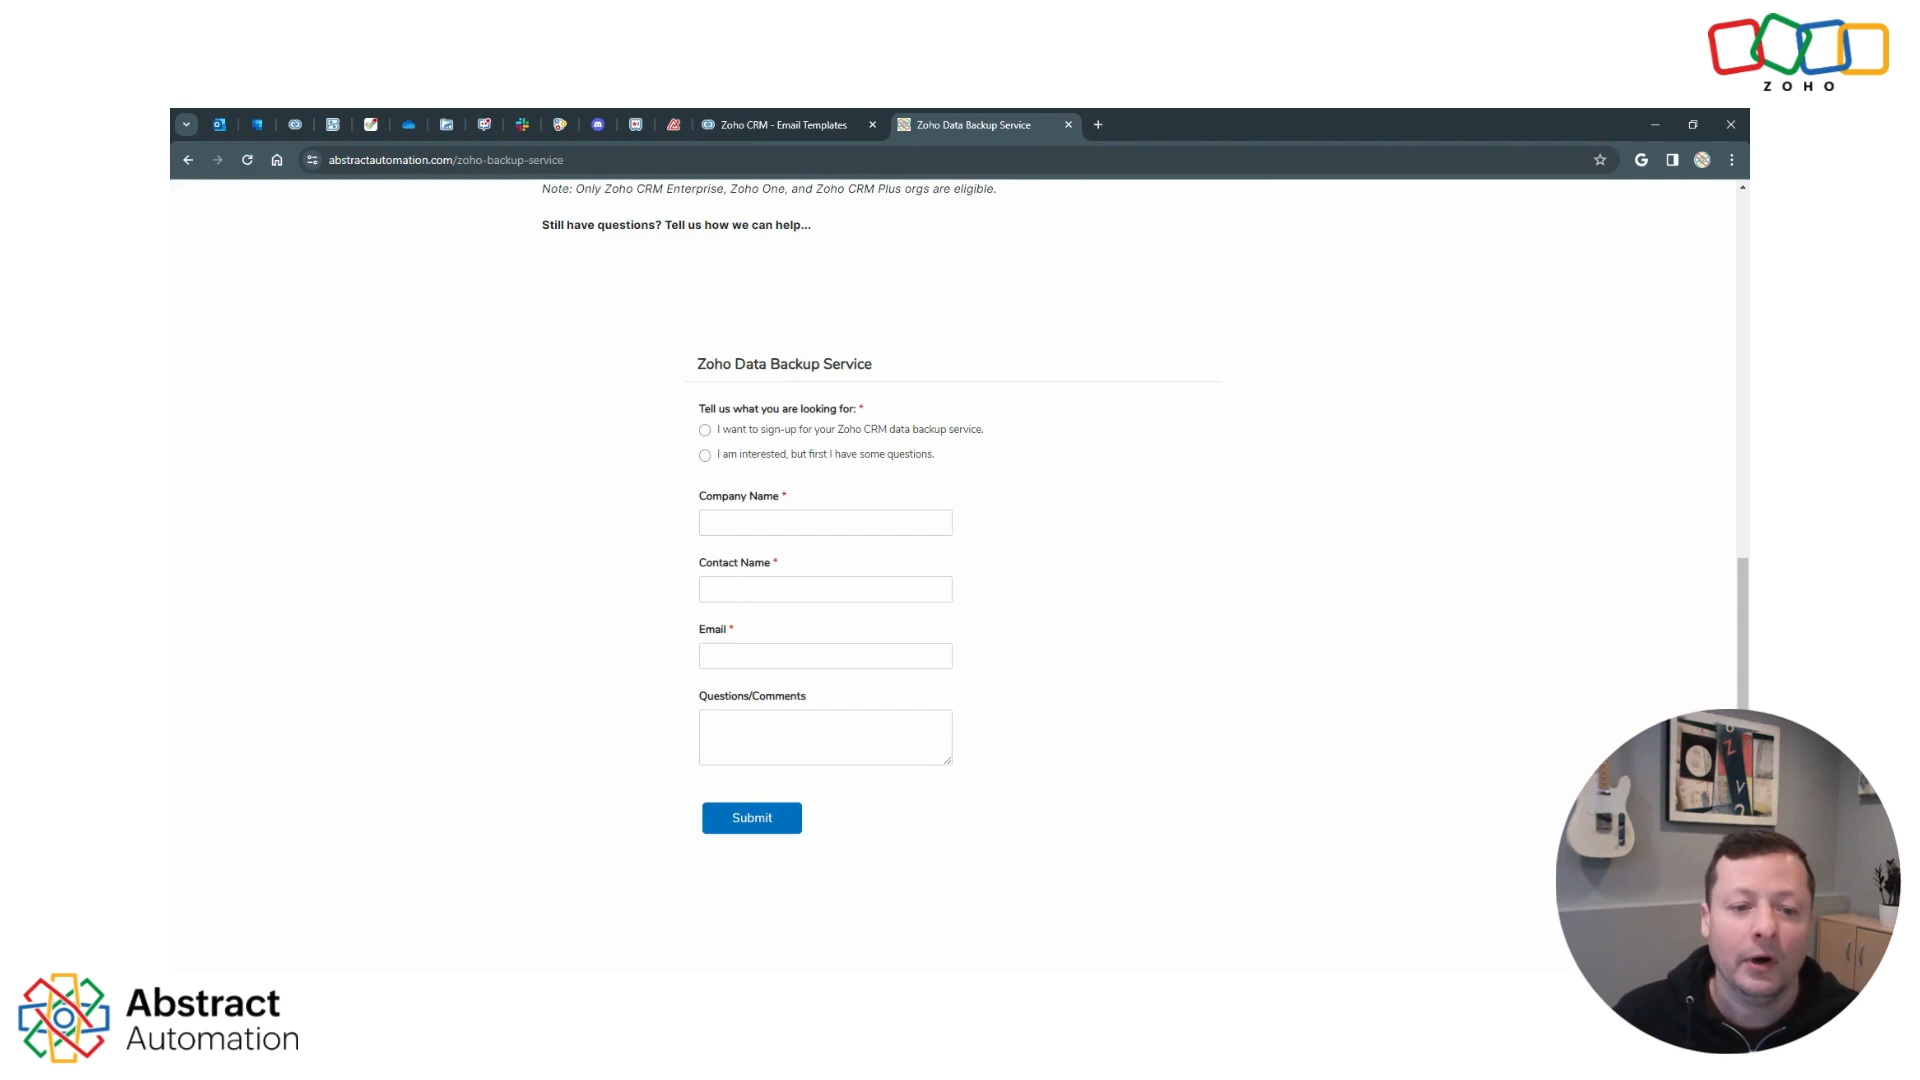 ZOHO
Zoho CRM - Email Templates
Zoho Data Backup Service
abstractautomation.com/zoho-backup-service
Note: Only Zoho CRM Enterprise, Zoho One, and Zoho CRM Plus orgs are eligible.
Still have questions? Tell us how we can help...
Zoho Data Backup Service
Tell us what you are looking for: *
I want to sign-up for your Zoho CRM data backup service.
I am interested, but first I have some questions.
Company Name *
Contact Name *
Email *
Questions/Comments
Submit
Abstract
Automation